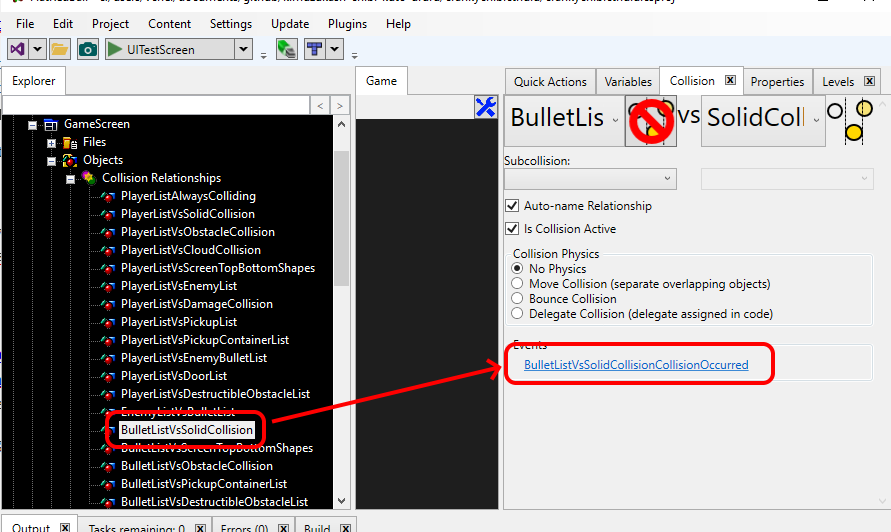 File Edit Project Content Settings Update Plugins Help
UITestScreen
Explorer
Game
Quick Actions Variables Collision Properties Levels
< >
GameScreen
Files
Objects
Collision Relationships
PlayerListAlwaysColliding
PlayerListVsSolidCollision
PlayerListVsObstacleCollision
PlayerListVsCloudCollision
PlayerListVsScreenTopBottomShapes
PlayerListVsEnemyList
PlayerListVsDamageCollision
PlayerListVsPickupList
PlayerListVsPickupContainerList
PlayerListVsEnemyBulletList
PlayerListVsDoorList
PlayerListVsDestructibleObstacleList
EnemyListVsBulletList
BulletListVsSolidCollision
BulletListVsScreenTopBottomShapes
BulletListVsObstacleCollision
BulletListVsPickupContainerList
BulletListVsDestructibleObstacleList
BulletLis vs SolidColl
Subcollision:
Auto-name Relationship
Is Collision Active
Collision Physics
No Physics
Move Collision (separate overlapping objects)
Bounce Collision
Delegate Collision (delegate assigned in code)
Events
BulletListVsSolidCollisionCollisionOccurred
Output Tasks remaining: 0 Errors (0) Build